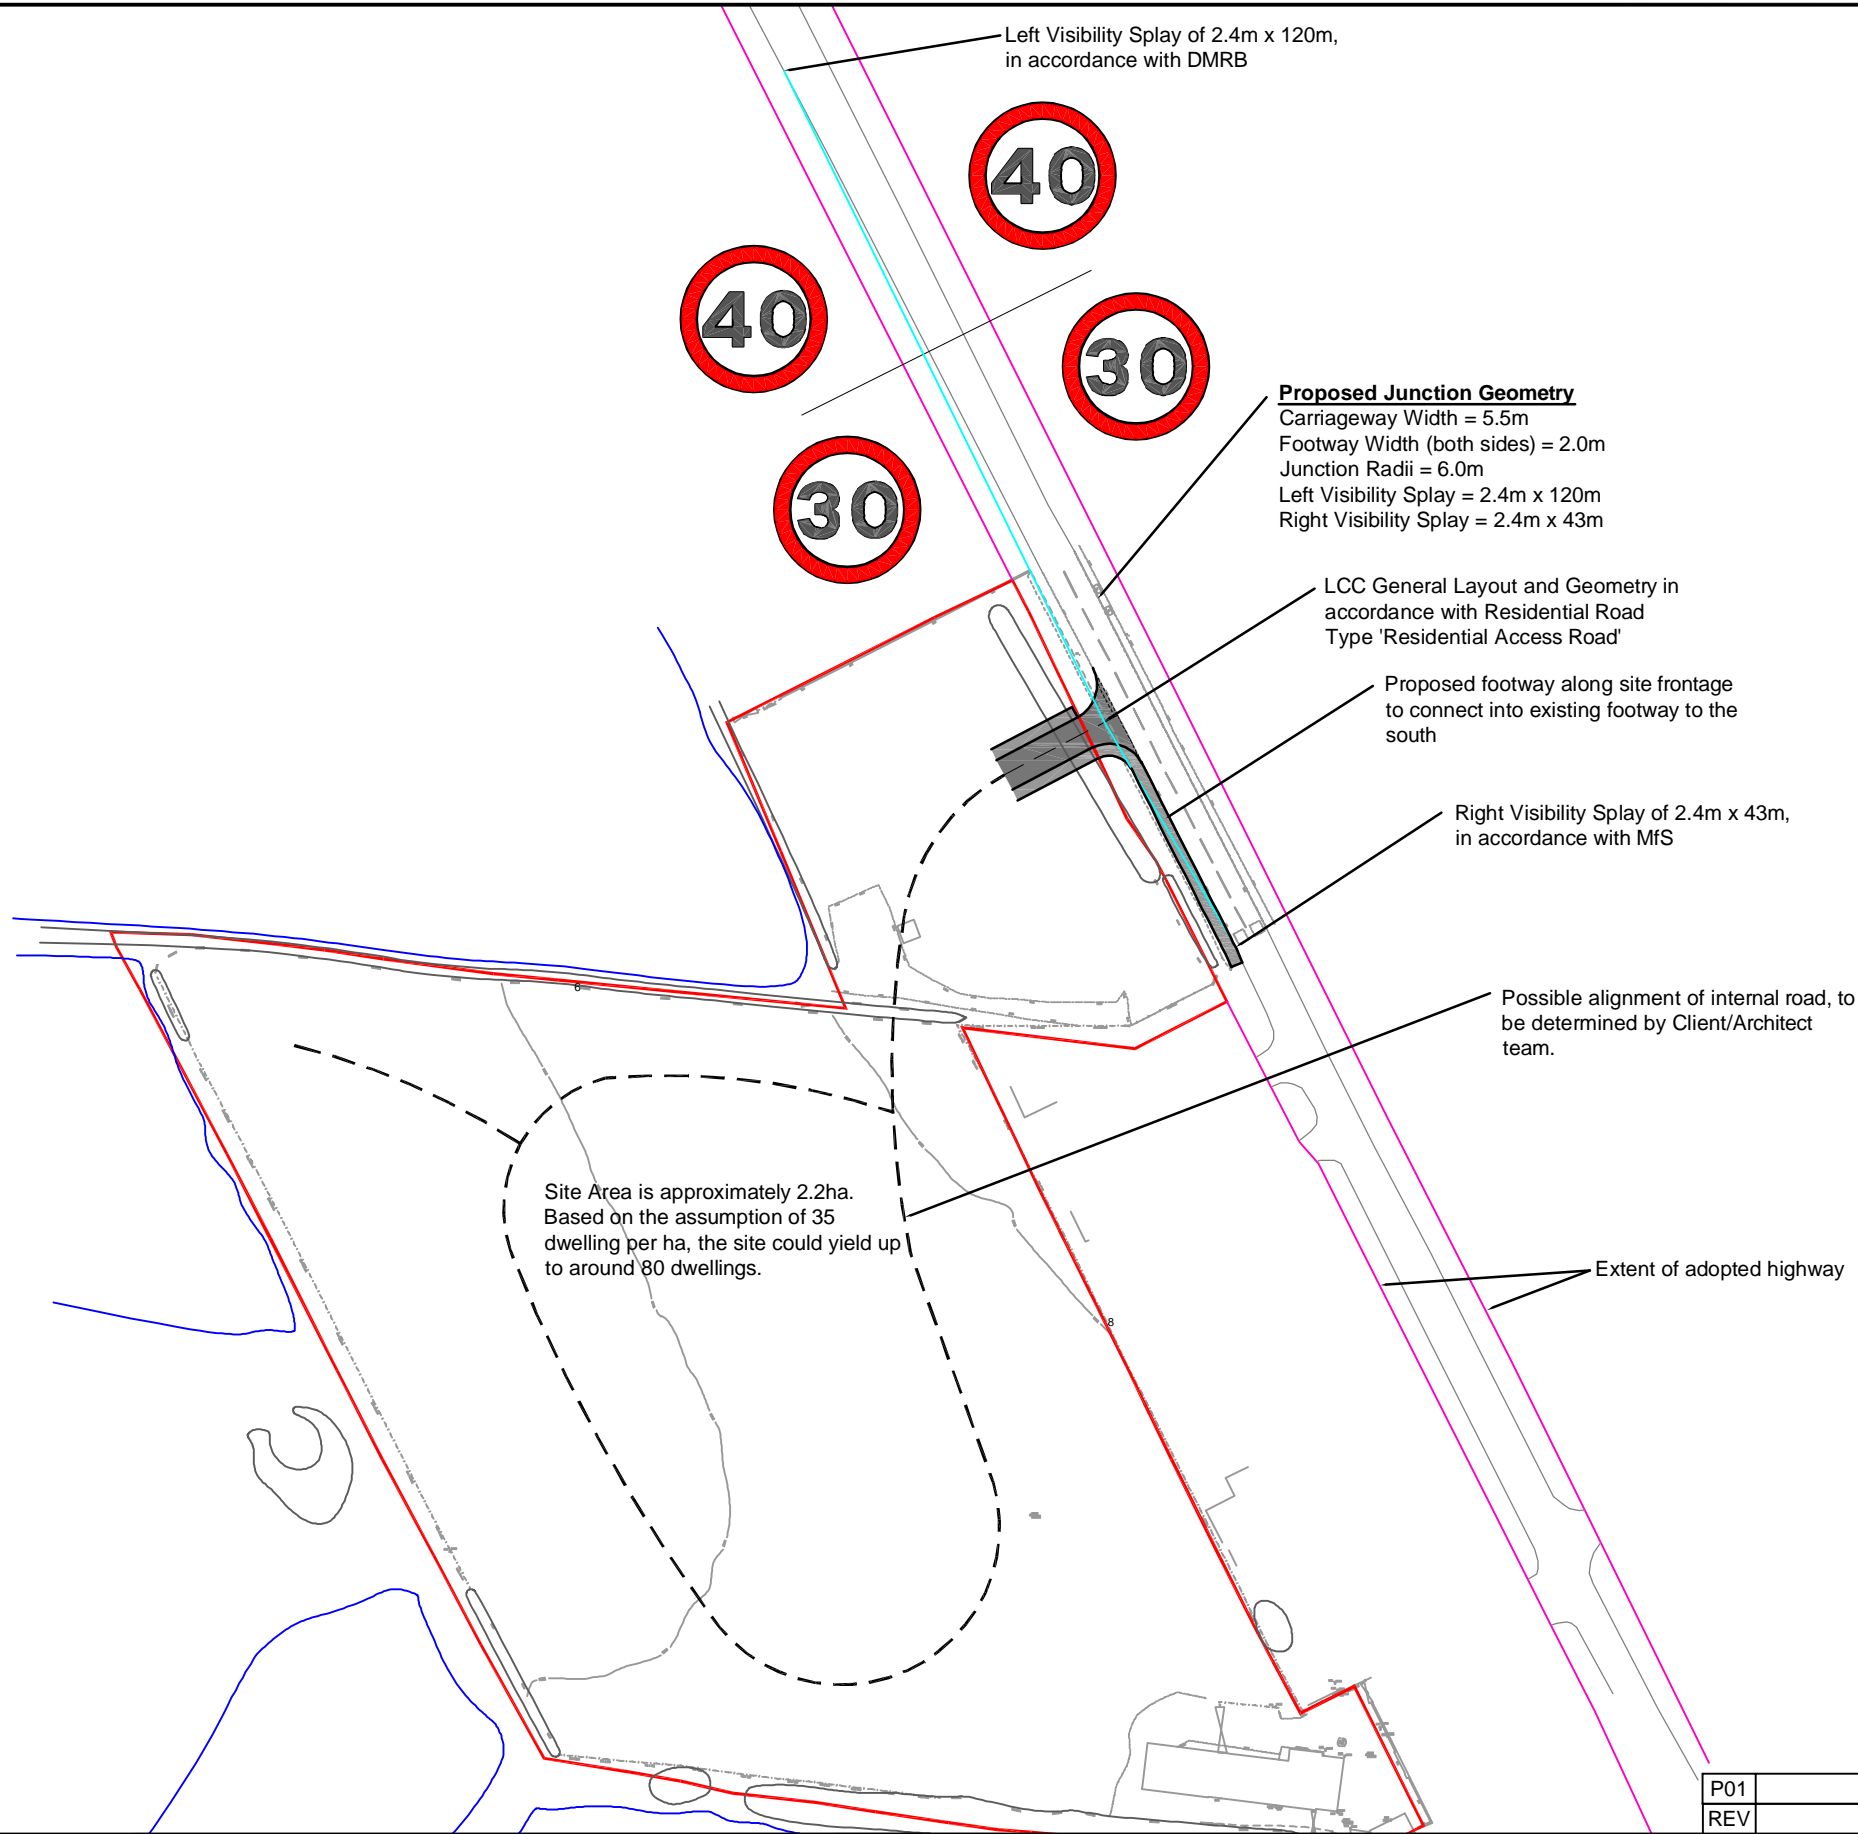 Left Visibility Splay of 2.4m x 120m,
in accordance with DMRB
40
40
30
30
Proposed Junction Geometry
Carriageway Width = 5.5m
Footway Width (both sides) = 2.0m
Junction Radii = 6.0m
Left Visibility Splay = 2.4m x 120m
Right Visibility Splay = 2.4m x 43m
LCC General Layout and Geometry in
accordance with Residential Road
Type 'Residential Access Road'
Proposed footway along site frontage
to connect into existing footway to the
south
Right Visibility Splay of 2.4m x 43m,
in accordance with MfS
6
Possible alignment of internal road, to
be determined by Client/Architect
team.
Site Area is approximately 2.2ha.
Based on the assumption of 35
dwelling per ha, the site could yield up
to around 80 dwellings.
Extent of adopted highway
8
P01
REV